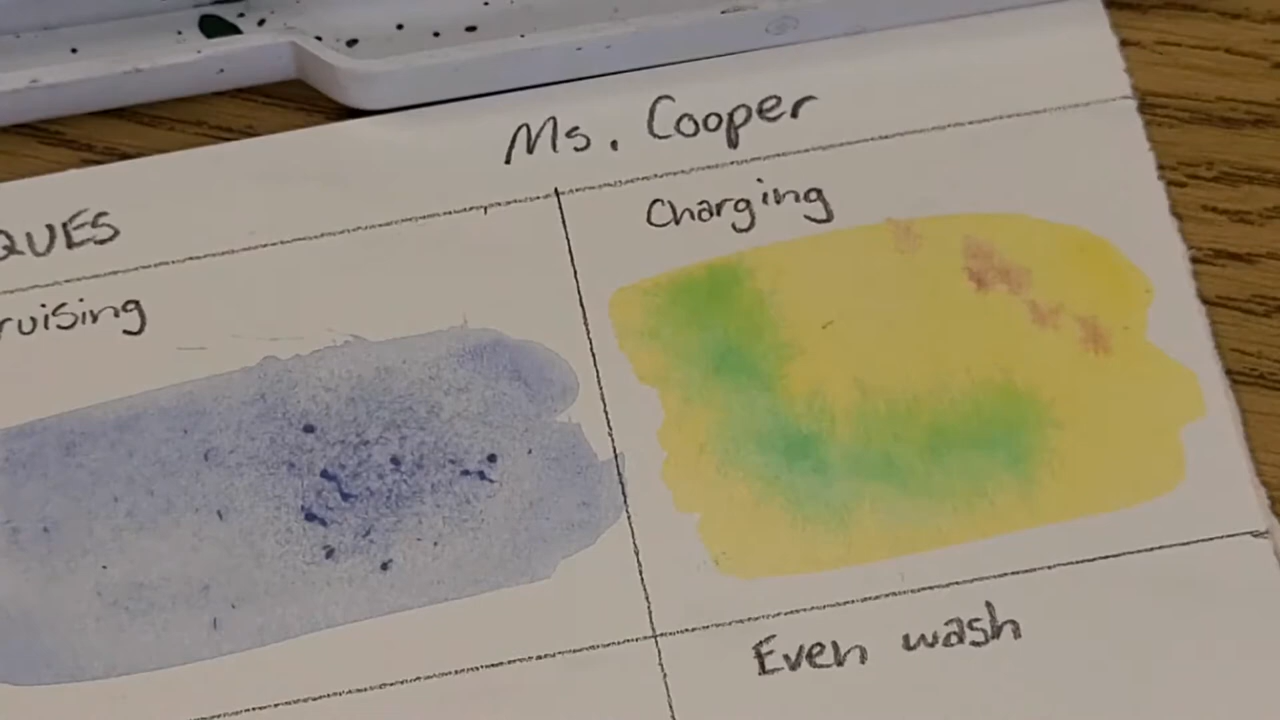 Ms. Cooper
QUES
ruising
Charging
Even wash